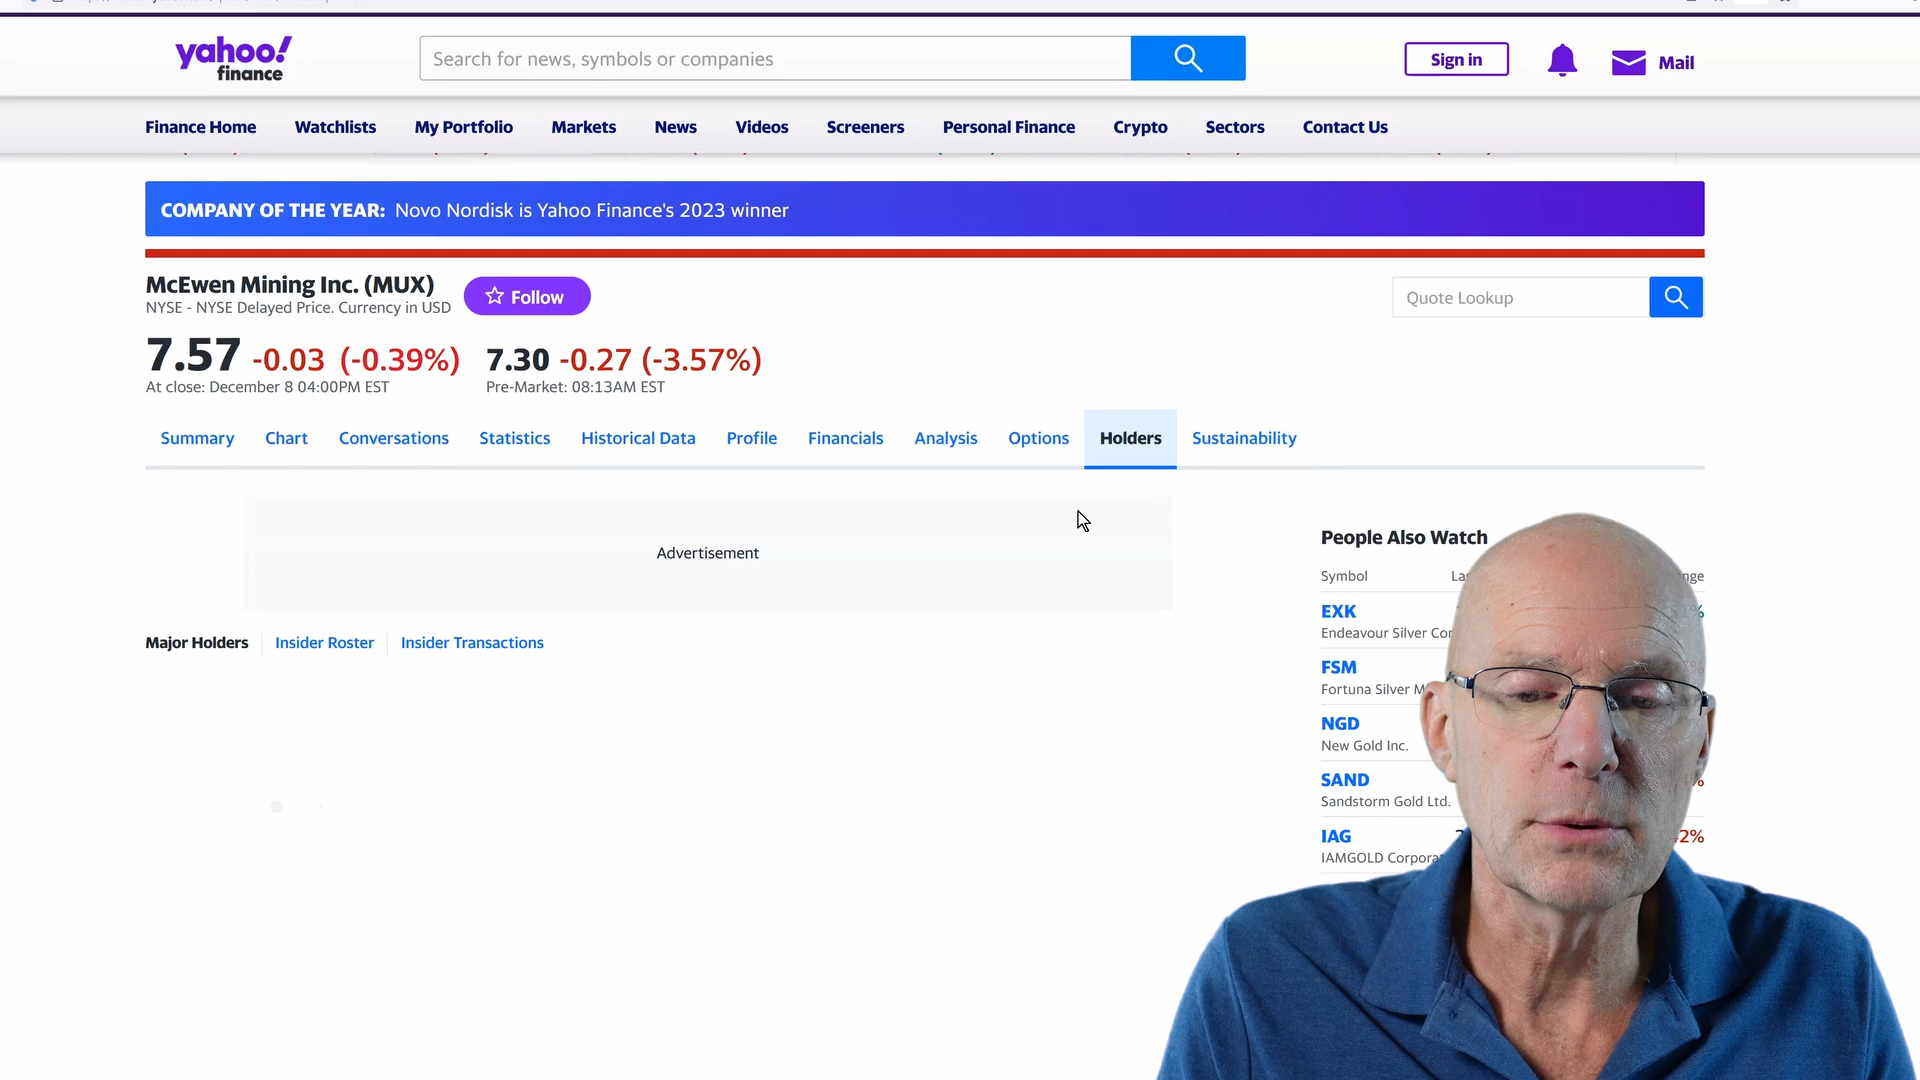 yahoo!
finance
Search for news, symbols or companies
Sign in
Mail
Finance Home
Watchlists
My Portfolio
Markets
News
Videos
Screeners
Personal Finance
Crypto
Sectors
Contact Us
COMPANY OF THE YEAR: Novo Nordisk is Yahoo Finance's 2023 winner
McEwen Mining Inc. (MUX)
Follow
NYSE - NYSE Delayed Price. Currency in USD
Quote Lookup
7.57 -0.03 (-0.39%) 7.30 -0.27 (-3.57%)
At close: December 8 04:00PM EST
Pre-Market: 08:13AM EST
Summary
Chart
Conversations
Statistics
Historical Data
Profile
Financials
Analysis
Options
Holders
Sustainability
Advertisement
People Also Watch
Symbol
EXK
Endeavour Silver
FSM
Fortuna Silver
NGD
New Gold Inc.
SAND
Sandstorm Gold Ltd.
IAG
IAMGOLD
Major Holders
Insider Roster
Insider Transactions